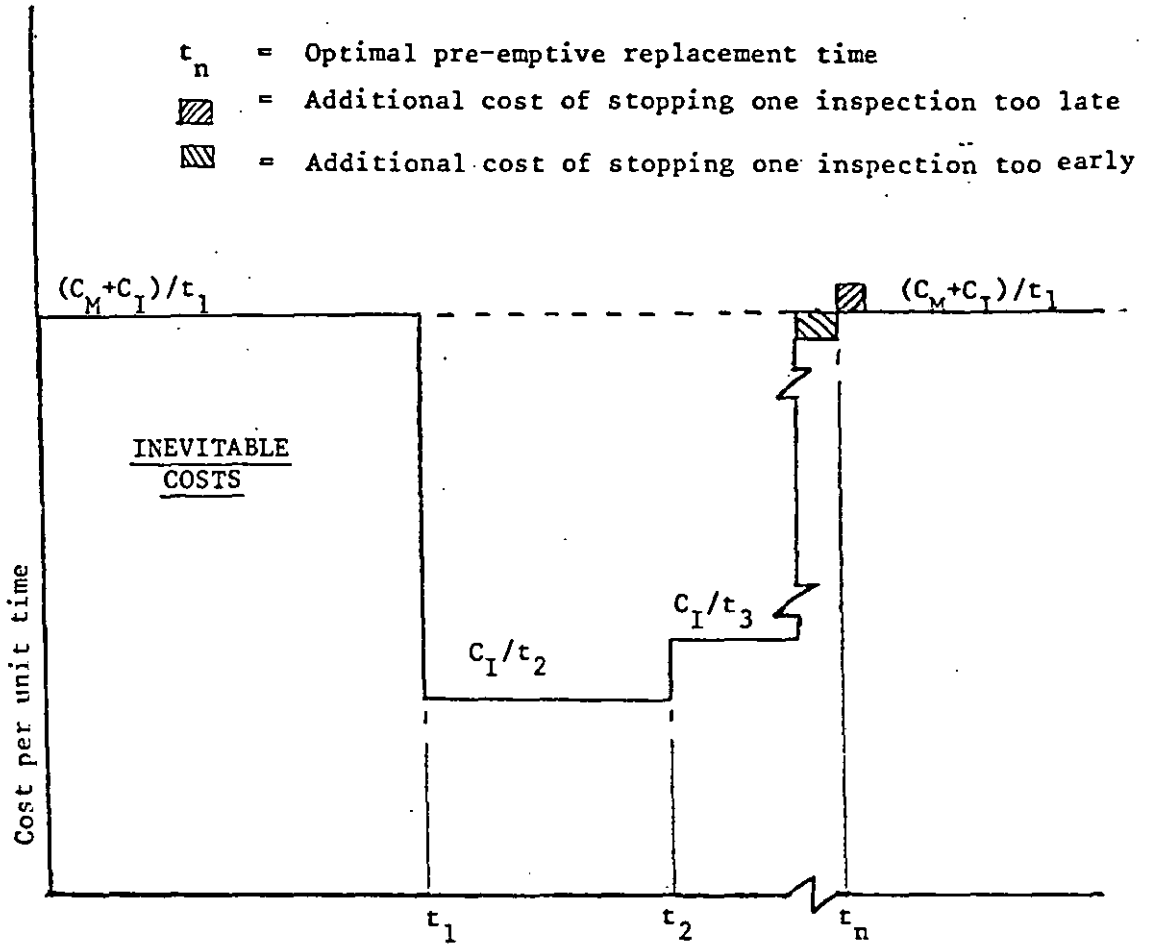 t_n = Optimal pre-emptive replacement time
= Additional cost of stopping one inspection too late
= Additional cost of stopping one inspection too early
(C_M+C_I)/t_1
(C_M+C_I)/t_1
INEVITABLE
COSTS
C_I/t_2
C_I/t_3
Cost per unit time
t_1
t_2
t_n